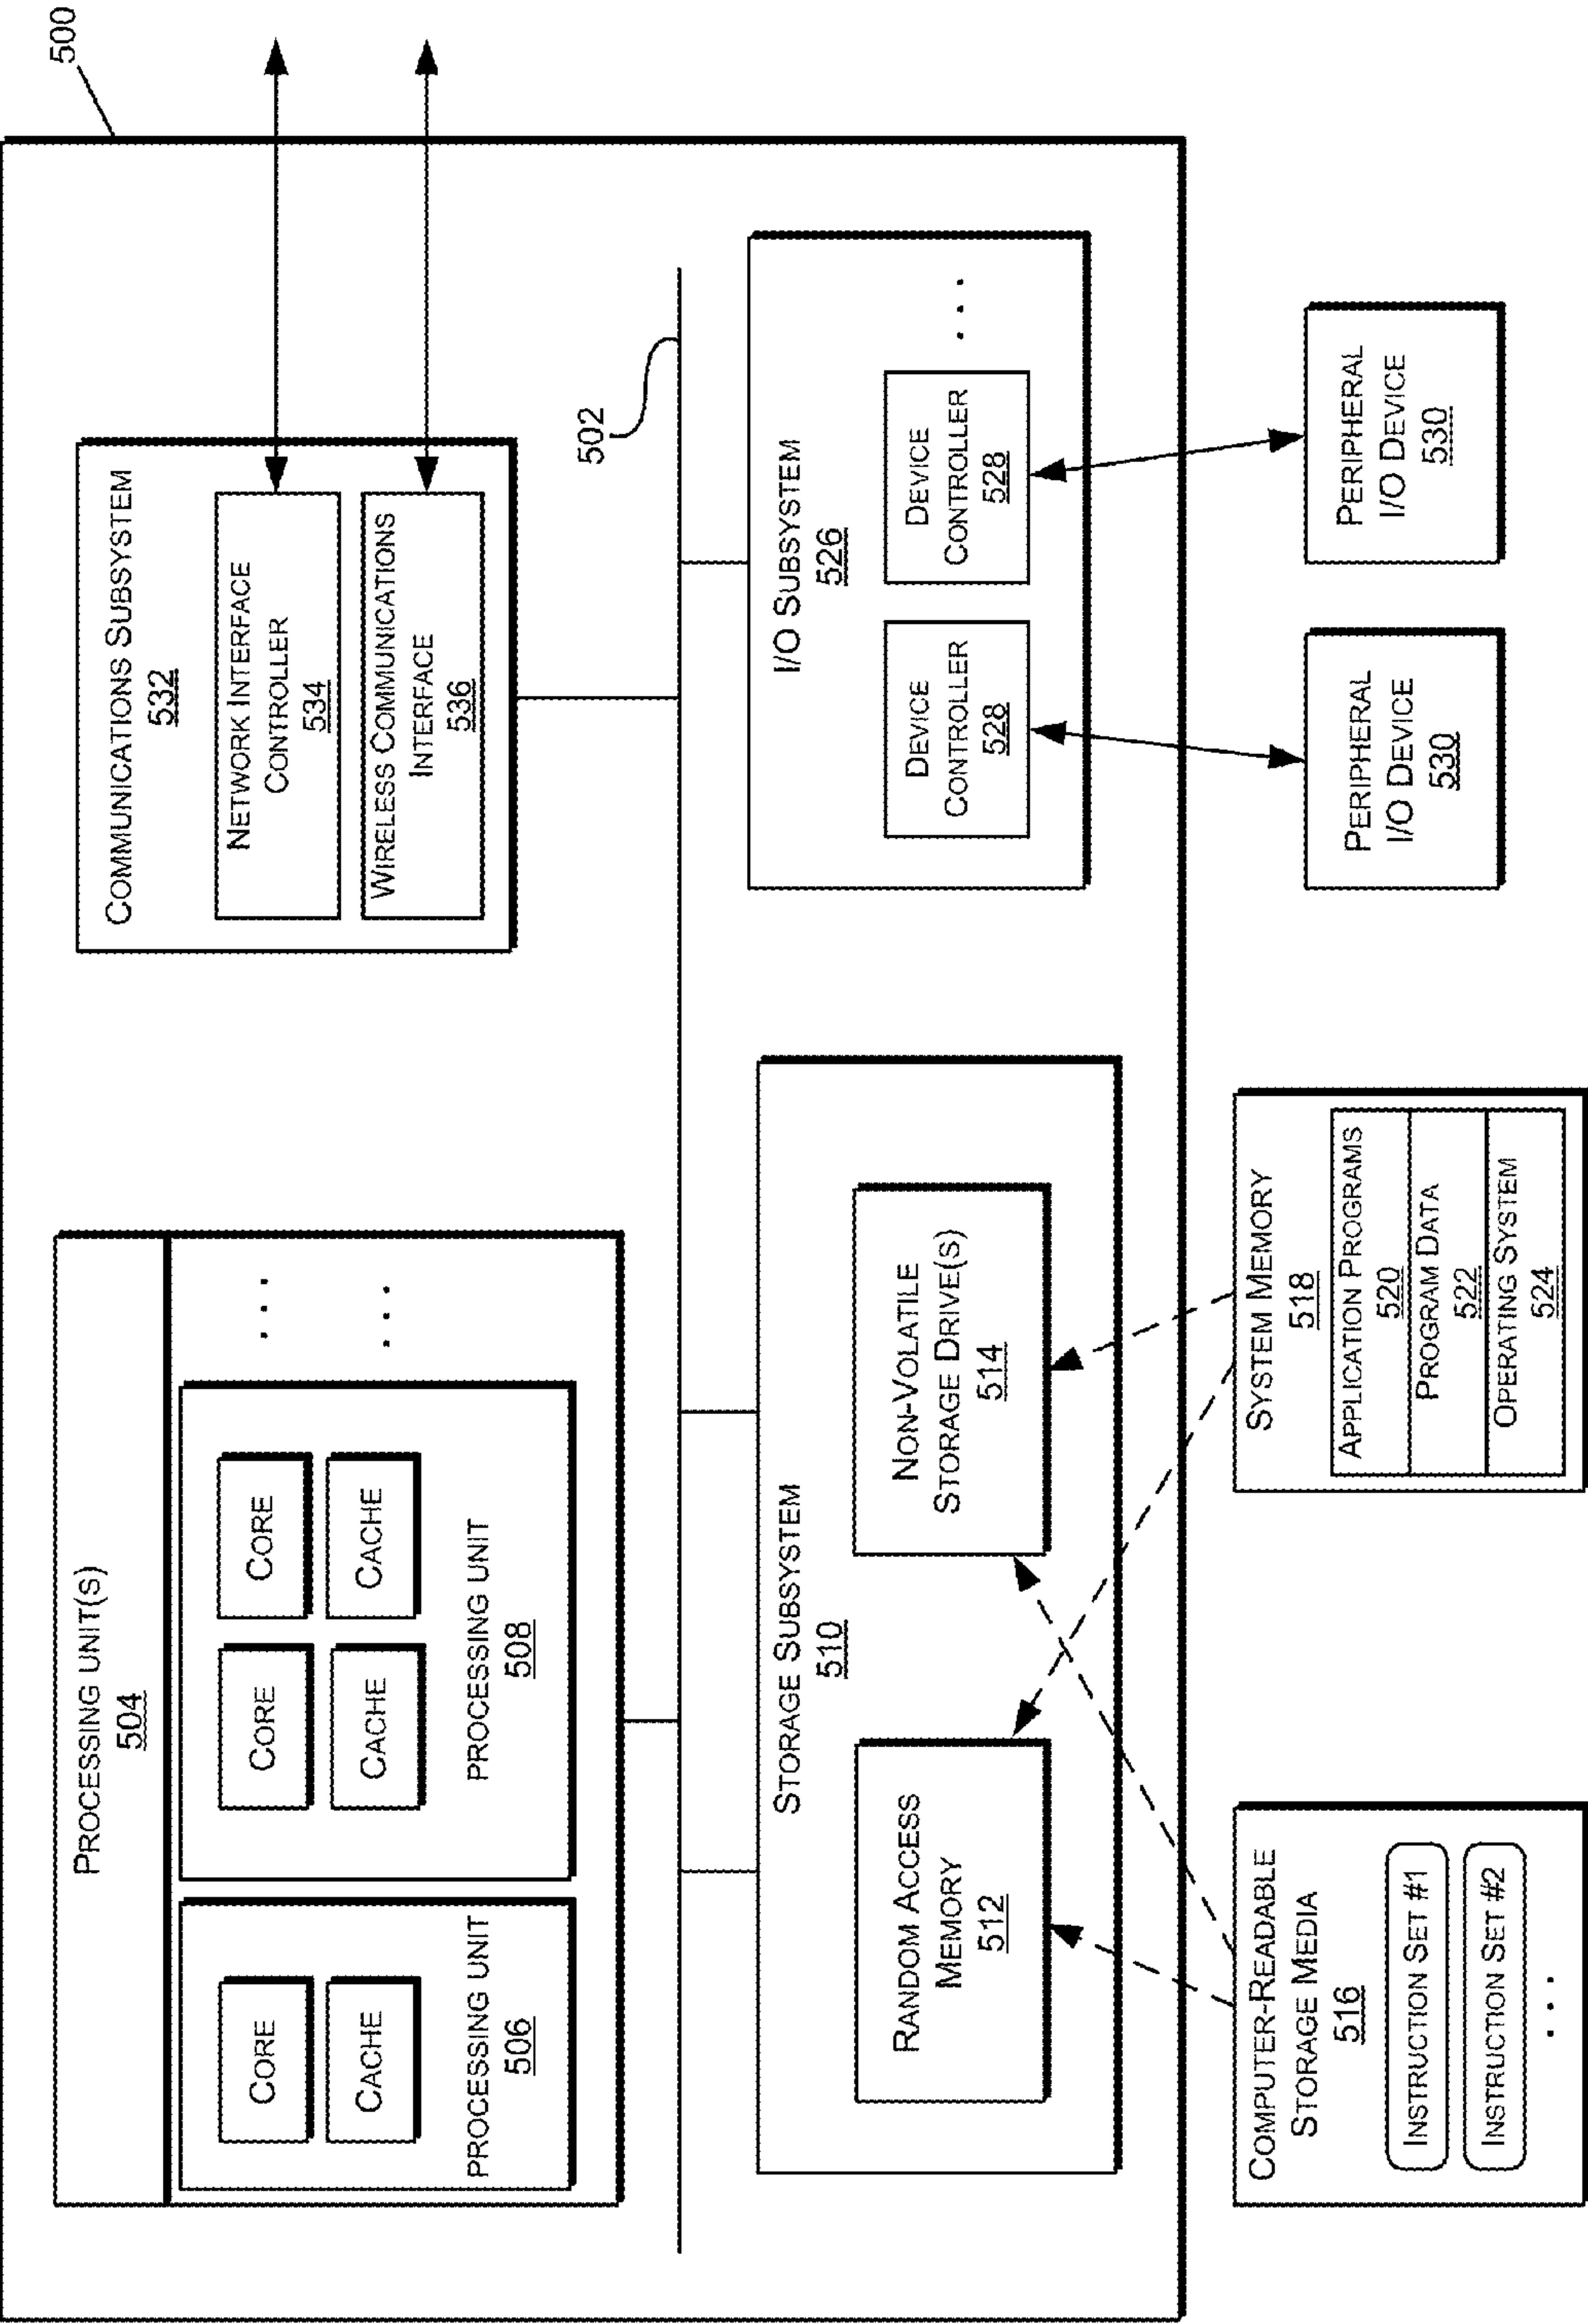 500
PROCESSING UNIT(S)
504
CORE
CACHE
PROCESSING UNIT
506
CORE
CORE
CACHE
CACHE
PROCESSING UNIT
508
. . .
. . .
COMMUNICATIONS SUBSYSTEM
532
NETWORK INTERFACE
CONTROLLER
534
WIRELESS COMMUNICATIONS
INTERFACE
536
502
STORAGE SUBSYSTEM
510
RANDOM ACCESS
MEMORY
512
NON-VOLATILE
STORAGE DRIVE(S)
514
I/O SUBSYSTEM
526
DEVICE
CONTROLLER
528
DEVICE
CONTROLLER
528
. . .
COMPUTER-READABLE
STORAGE MEDIA
516
INSTRUCTION SET #1
INSTRUCTION SET #2
. . .
SYSTEM MEMORY
518
APPLICATION PROGRAMS
520
PROGRAM DATA
522
OPERATING SYSTEM
524
PERIPHERAL
I/O DEVICE
530
PERIPHERAL
I/O DEVICE
530